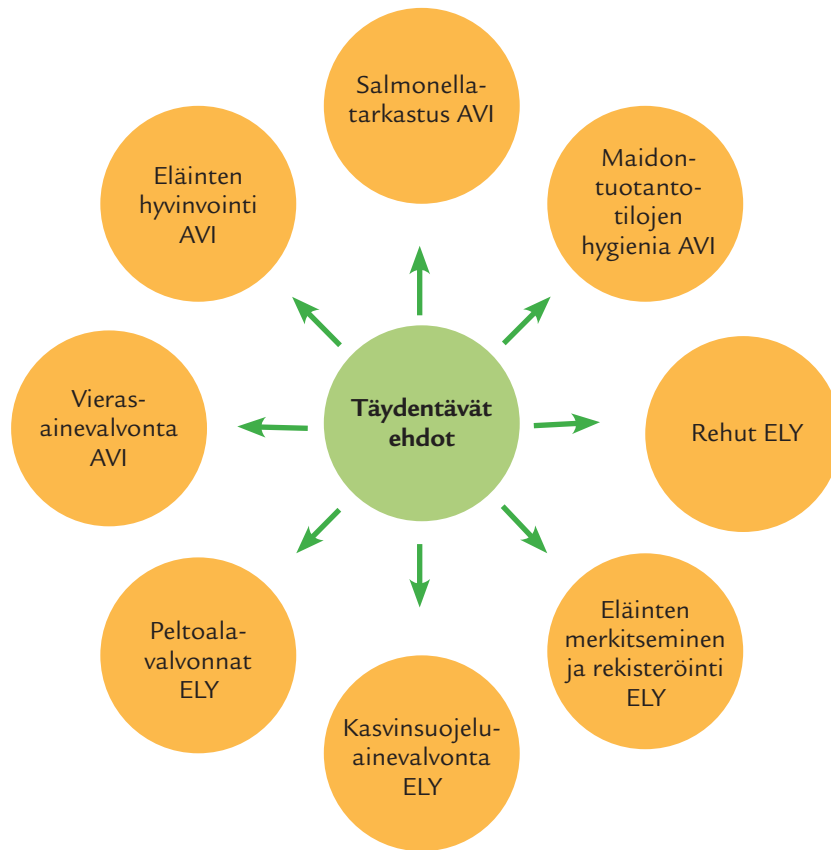 Salmonella-
tarkastus AVI
Maidon-
tuotanto-
tilojen
hygienia AVI
Rehut ELY
Eläinten
merkitseminen
ja rekisteröinti
ELY
Kasvinsuojelu-
ainevalvonta
ELY
Peltoala-
valvonnat
ELY
Vieras-
ainevalvonta
AVI
Eläinten
hyvinvointi
AVI
Täydentävät
ehdot